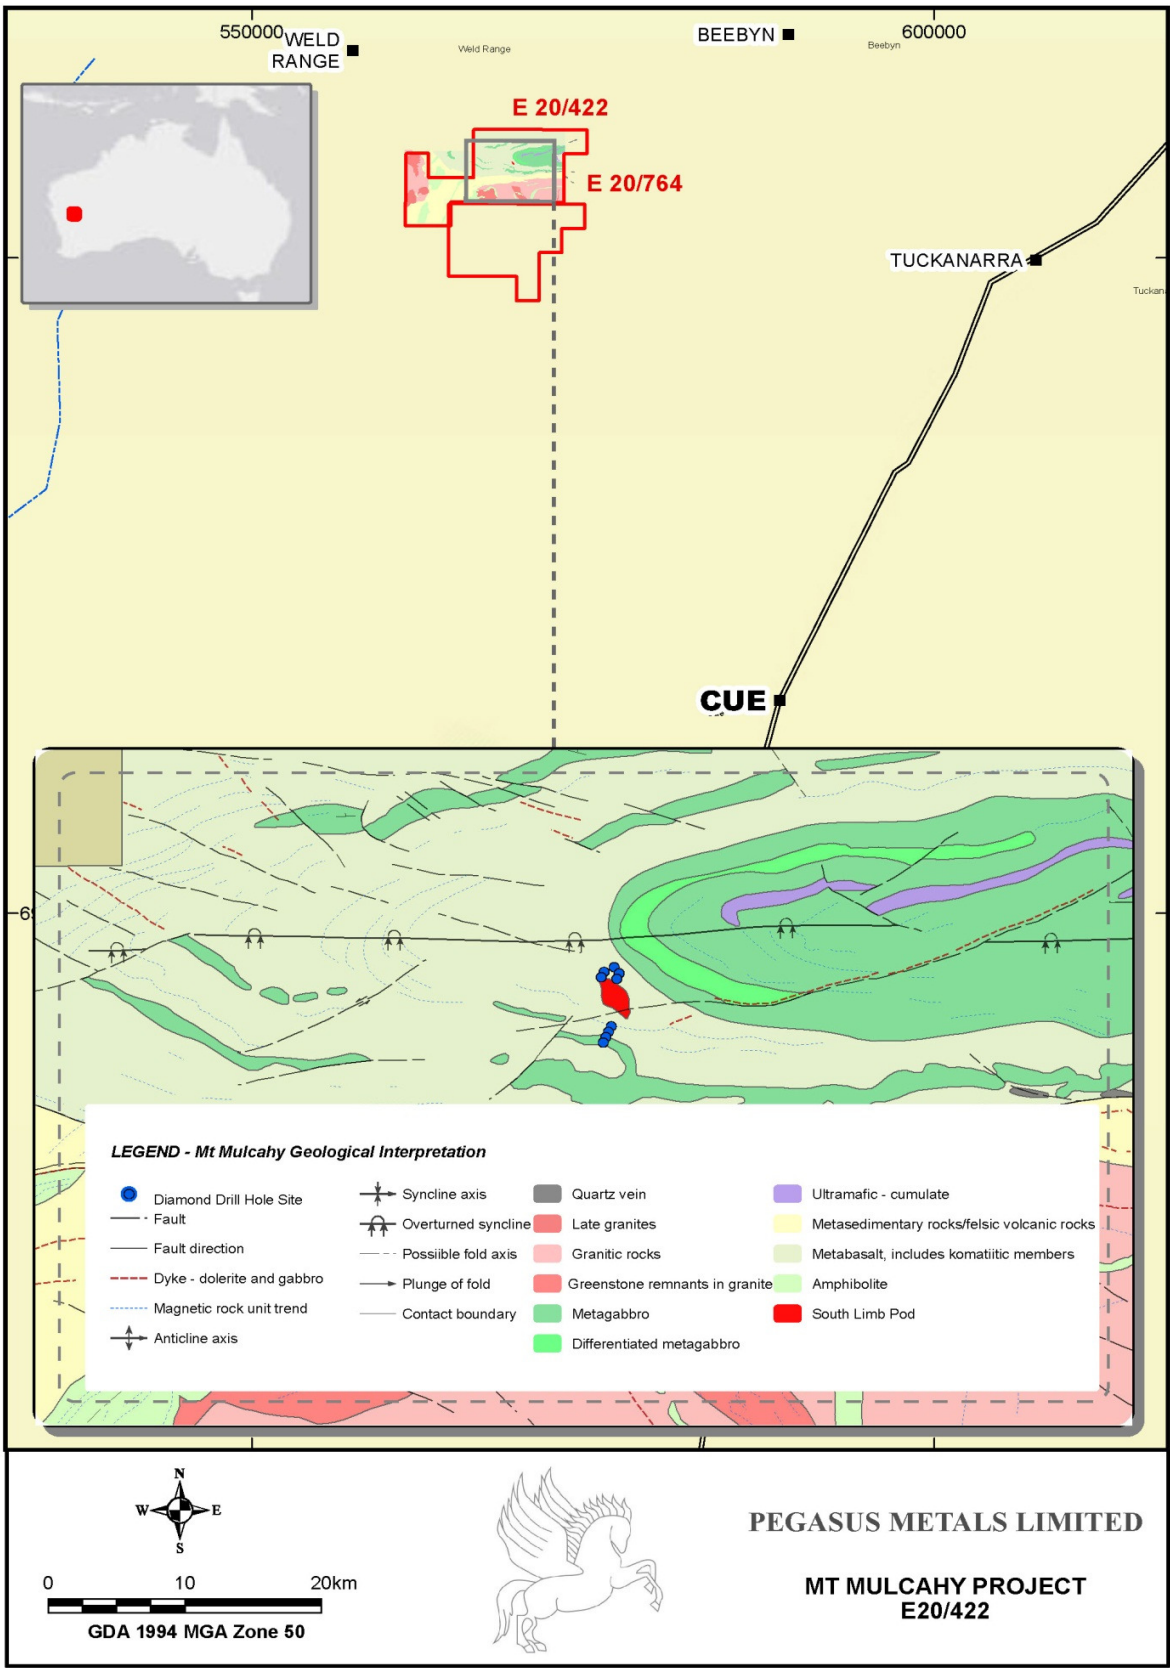 550000
600000
WELD
RANGE
Weld Range
BEEBYN
Beebyn
E 20/422
E 20/764
TUCKANARRA
CUE
LEGEND - Mt Mulcahy Geological Interpretation
Diamond Drill Hole Site
Fault
Fault direction
Dyke - dolerite and gabbro
Magnetic rock unit trend
Anticline axis
Syncline axis
Overturned syncline
Possiible fold axis
Plunge of fold
Contact boundary
Quartz vein
Late granites
Granitic rocks
Greenstone remnants in granite
Metagabbro
Differentiated metagabbro
Ultramafic - cumulate
Metasedimentary rocks/felsic volcanic rocks
Metabasalt, includes komatiitic members
Amphibolite
South Limb Pod
N
W E
S
0 10 20km
GDA 1994 MGA Zone 50
PEGASUS METALS LIMITED
MT MULCAHY PROJECT
E20/422